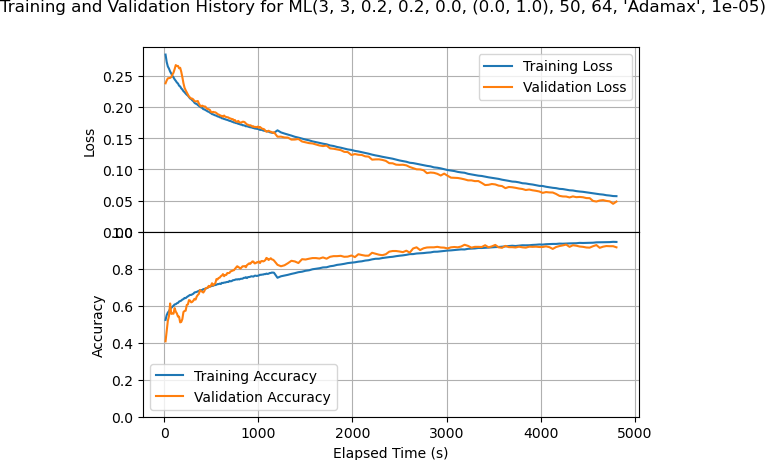 Training and Validation History for ML(3, 3, 0.2, 0.2, 0.0, (0.0, 1.0), 50, 64, 'Adamax', 1e-05)
Training Loss
Validation Loss
Loss
0.25
0.20
0.15
0.10
0.05
0.00
1.0
0.8
0.6
0.4
0.2
0.0
Accuracy
Training Accuracy
Validation Accuracy
0
1000
2000
3000
4000
5000
Elapsed Time (s)